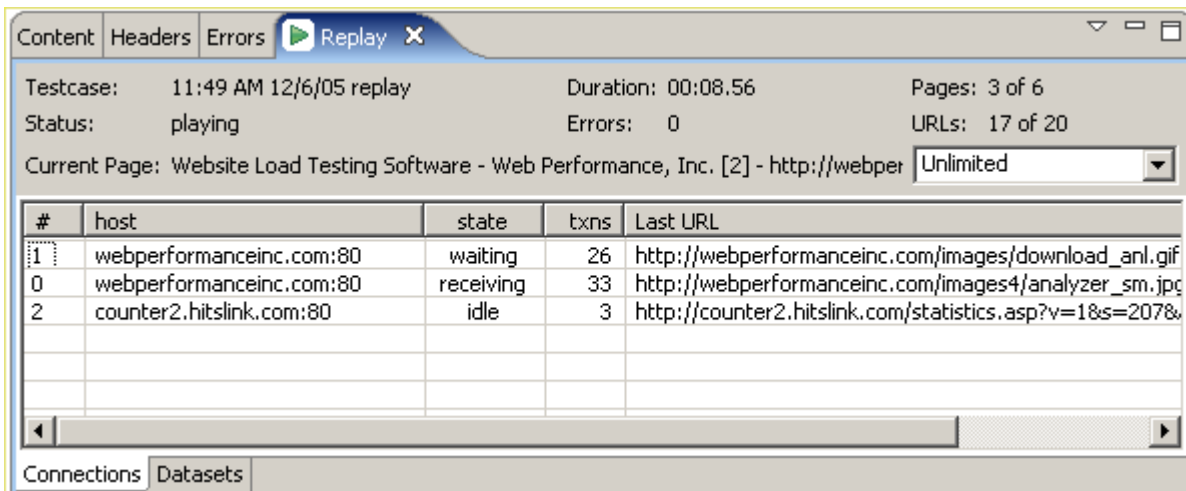 Content Headers Errors Replay
Testcase: 11:49 AM 12/6/05 replay Duration: 00:08.56 Pages: 3 of 6
Status: playing Errors: 0 URLs: 17 of 20
Current Page: Website Load Testing Software - Web Performance, Inc. [2] - http://webper Unlimited
# host state txns Last URL
1 webperformanceinc.com:80 waiting 26 http://webperformanceinc.com/images/download_anl.gif
0 webperformanceinc.com:80 receiving 33 http://webperformanceinc.com/images4/analyzer_sm.jpg
2 counter2.hitslink.com:80 idle 3 http://counter2.hitslink.com/statistics.asp?v=1&s=207&
Connections Datasets